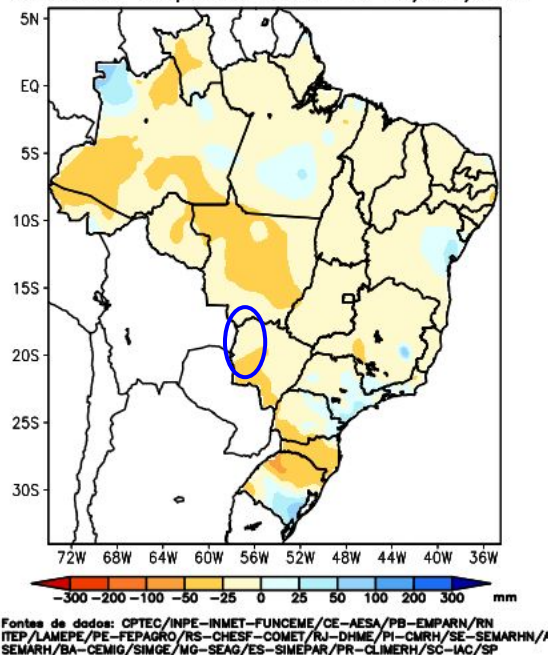 5N
EQ
5S
10S
15S
20S
25S
30S
72W 68W 64W 60W 56W 52W 48W 44W 40W 36W
-300 -200 -100 -50 -25 0 25 50 100 200 300 mm
Fontes de dados: CPTEC/INPE-INMET-FUNCEME/CE-AESA/PB-EMPARN/RN
ITEP/LAMEPE/PE-FEPAGRO/RS-CHESF-COMET/RJ-DHME/PI-CMRH/SE-SEMARHN/A
SEMARH/BA-CEMIG/SIMGE/MG-SEAG/ES-SIMEPAR/PR-CLIMERH/SC-IAC/SP